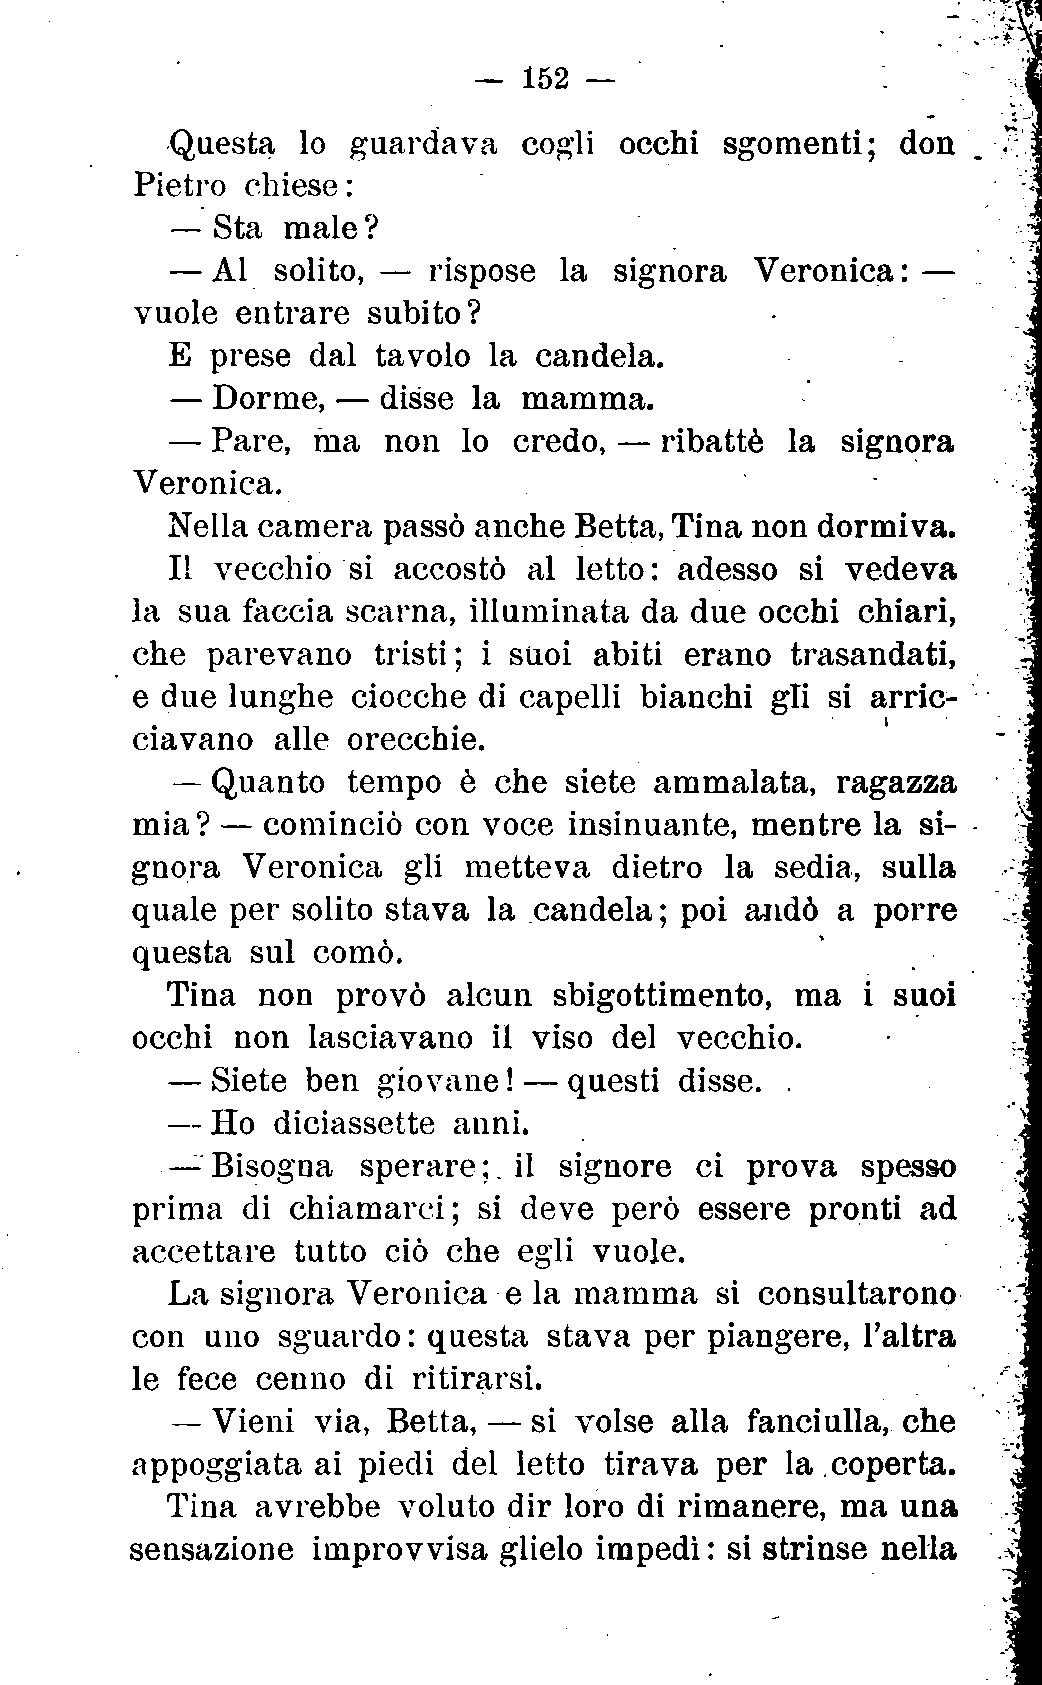 — 152 —
Questa lo guardava cogli occhi sgomenti; don
Pietro chiese:
— Sta male?
— Al solito, — rispose la signora Veronica: —
vuole entrare subito?
E prese dal tavolo la candela.
— Dorme, — disse la mamma.
— Pare, ma non lo credo, — ribattè la signora
Veronica.
Nella camera passò anche Betta, Tina non dormiva.
Il vecchio si accostò al letto: adesso si vedeva
la sua faccia scarna, illuminata da due occhi chiari,
che parevano tristi; i suoi abiti erano trasandati,
e due lunghe ciocche di capelli bianchi gli si arric-
ciavano alle orecchie.
— Quanto tempo è che siete ammalata, ragazza
mia? — cominciò con voce insinuante, mentre la si-
gnora Veronica gli metteva dietro la sedia, sulla
quale per solito stava la candela; poi andò a porre
questa sul comò.
Tina non provò alcun sbigottimento, ma i suoi
occhi non lasciavano il viso del vecchio.
— Siete ben giovane! — questi disse.
— Ho diciassette anni.
— Bisogna sperare; il signore ci prova spesso
prima di chiamarci; si deve però essere pronti ad
accettare tutto ciò che egli vuole.
La signora Veronica e la mamma si consultarono
con uno sguardo: questa stava per piangere, l'altra
le fece cenno di ritirarsi.
— Vieni via, Betta, — si volse alla fanciulla, che
appoggiata ai piedi del letto tirava per la coperta.
Tina avrebbe voluto dir loro di rimanere, ma una
sensazione improvvisa glielo impedì: si strinse nella